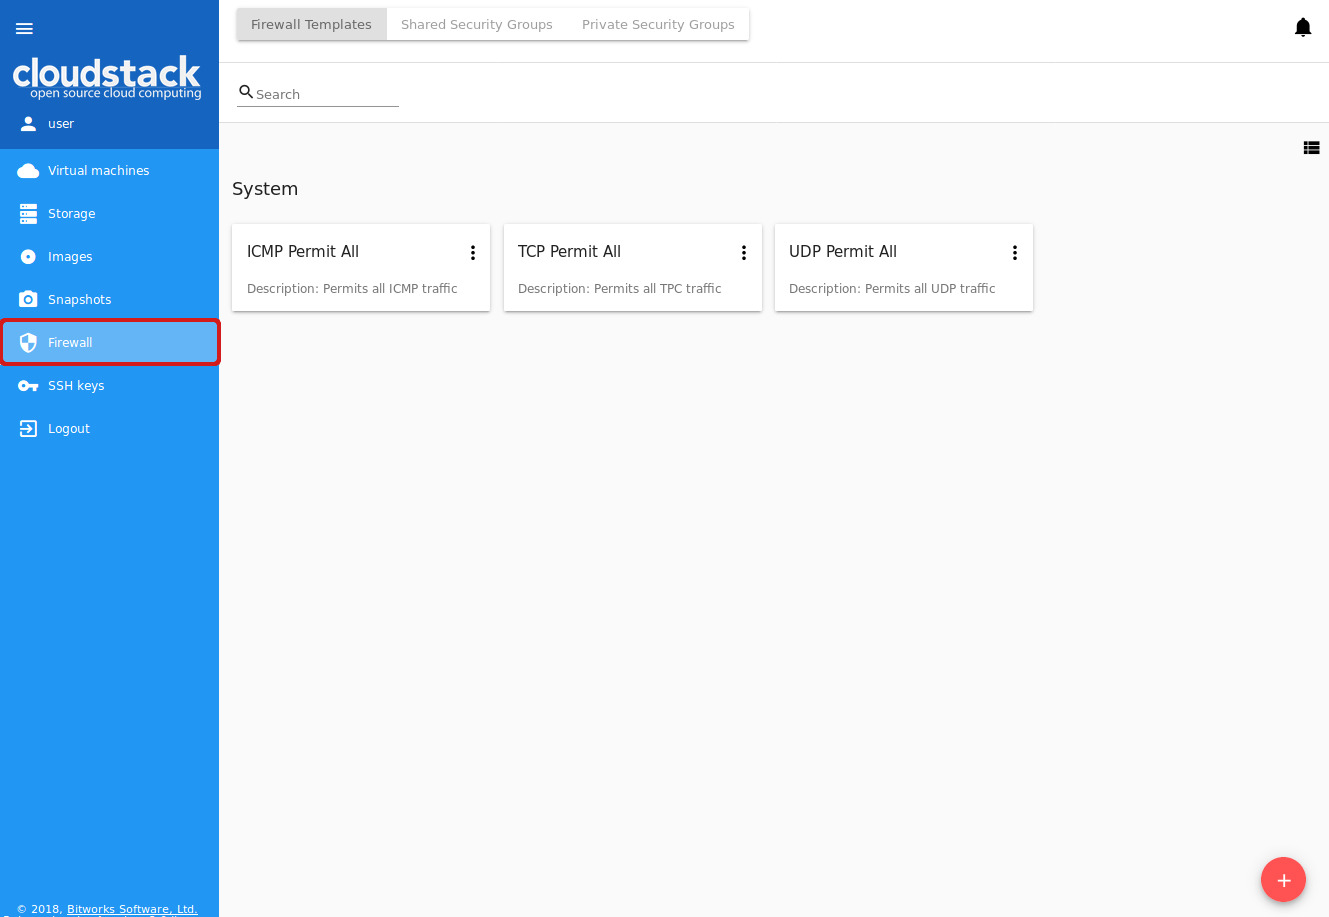 Firewall Templates Shared Security Groups Private Security Groups
cloudstack
open source cloud computing
user
Search
Virtual machines
Storage
Images
Snapshots
Firewall
SSH keys
Logout
System
ICMP Permit All
Description: Permits all ICMP traffic
TCP Permit All
Description: Permits all TPC traffic
UDP Permit All
Description: Permits all UDP traffic
© 2018, Bitworks Software, Ltd.